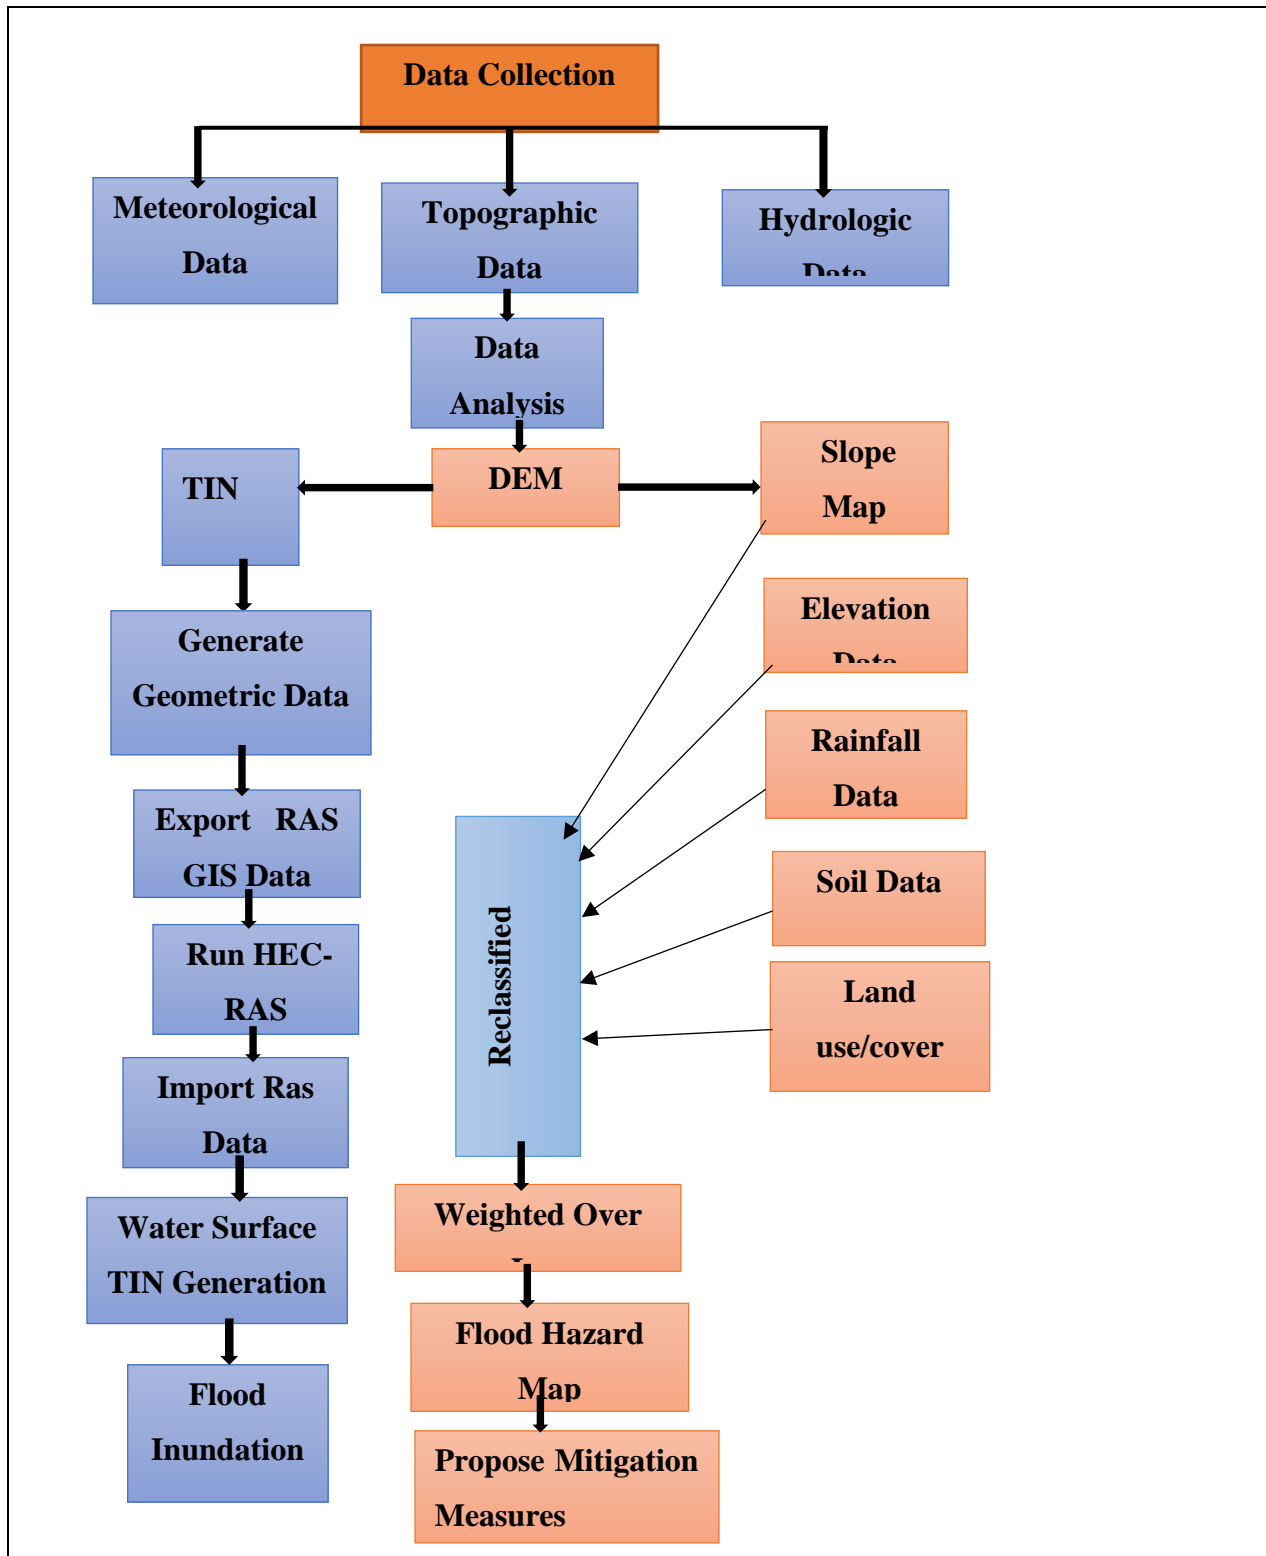 Data Collection
Meteorological
Data
Topographic
Data
Hydrologic
Data
Data
Analysis
TIN
DEM
Slope
Map
Generate
Geometric Data
Elevation
Data
Rainfall
Data
Export RAS
GIS Data
Reclassified
Soil Data
Run HEC-
RAS
Land
use/cover
Import Ras
Data
Weighted Over
Water Surface
TIN Generation
Flood Hazard
Map
Flood
Inundation
Propose Mitigation
Measures